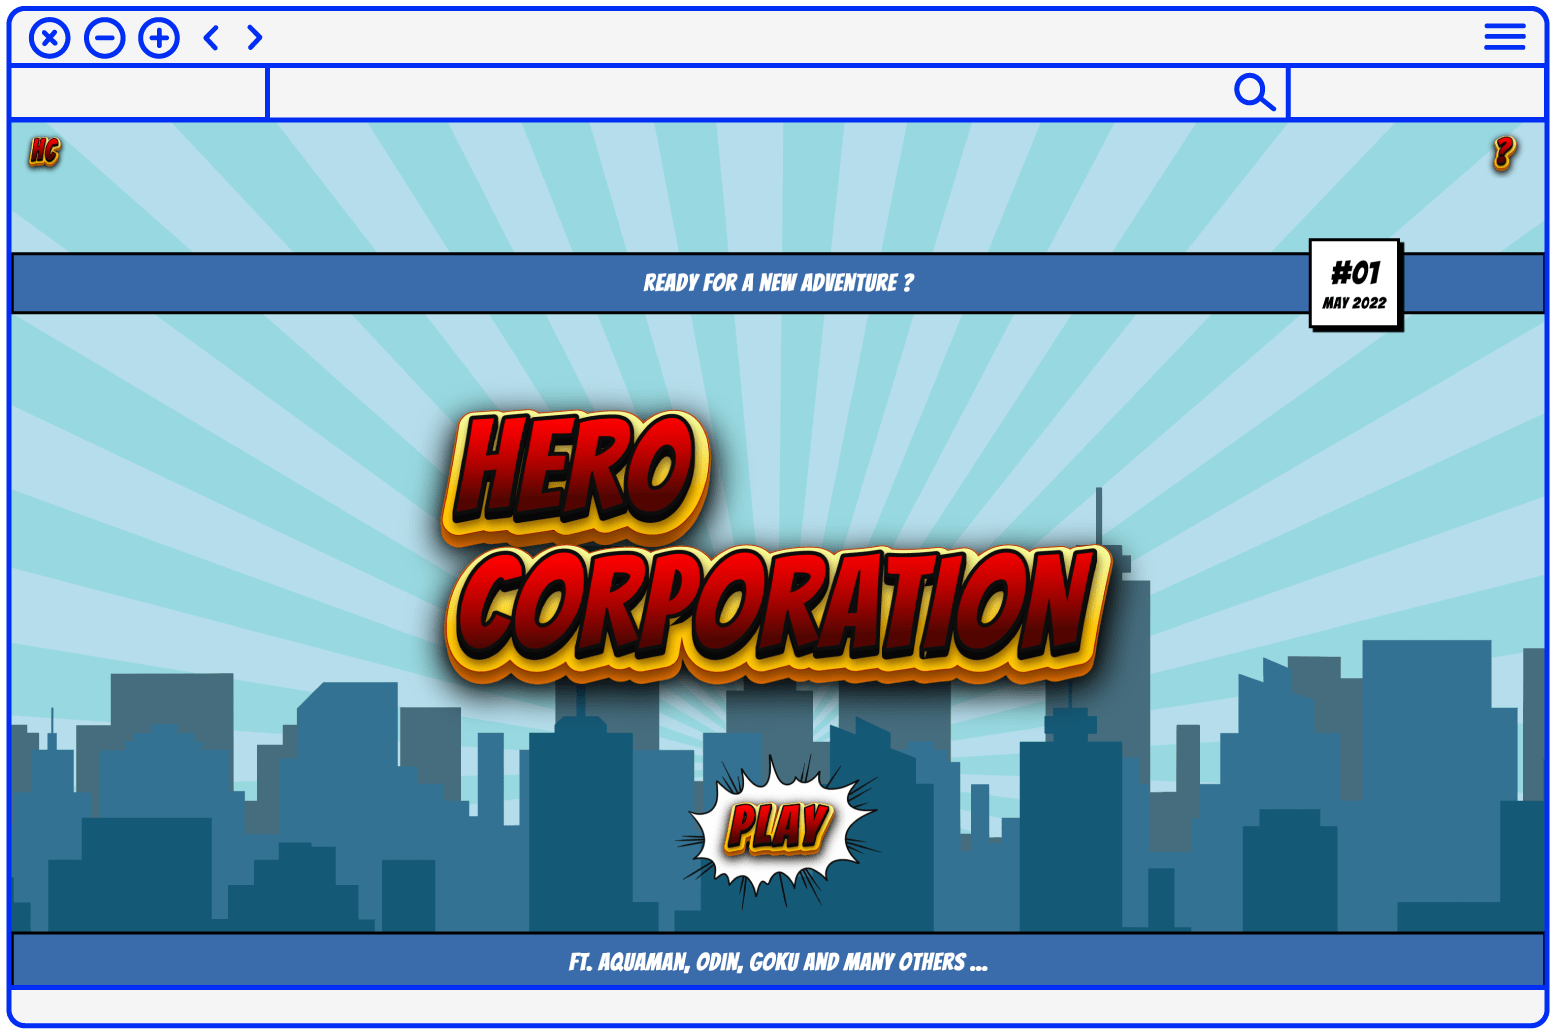 HC
?
READY FOR A NEW ADVENTURE ?
#01
MAY 2022
HERO
CORPORATION
PLAY
FT. AQUAMAN, ODIN, GOKU AND MANY OTHERS ...